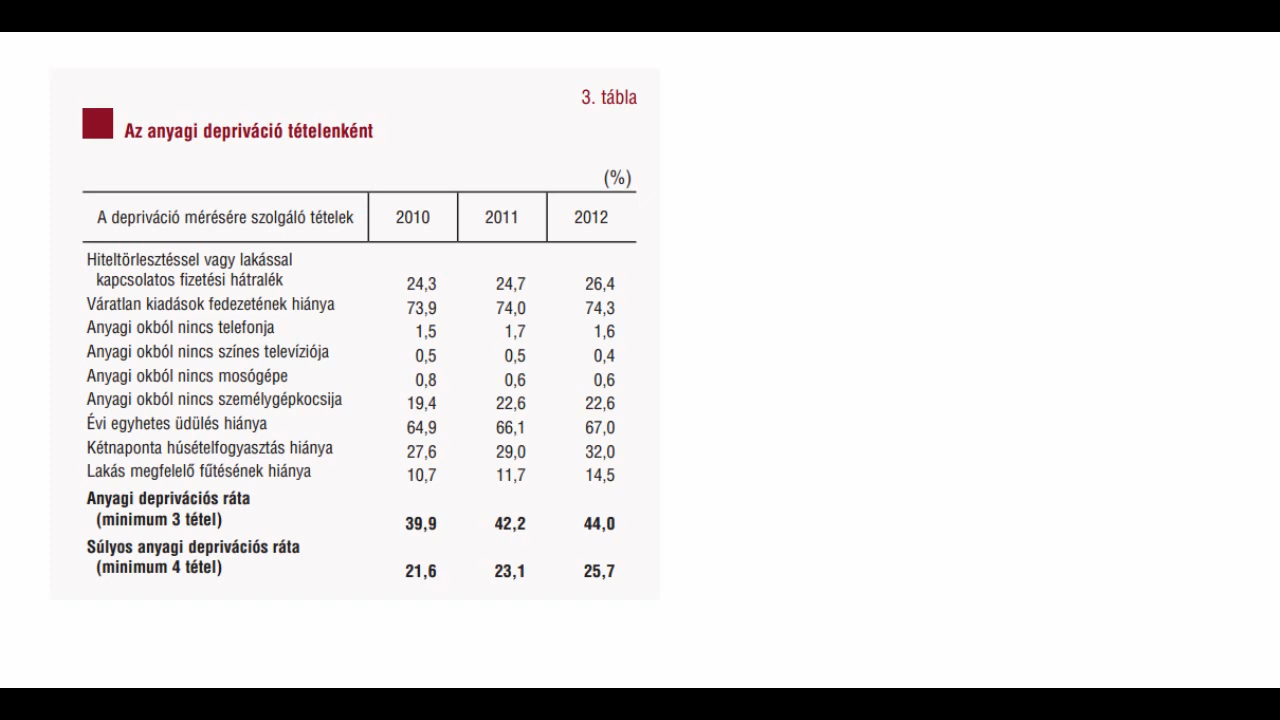 3. tábla
Az anyagi depriváció tételenként
(%)
A depriváció mérésére szolgáló tételek 2010 2011 2012
Hiteltörlesztéssel vagy lakással
kapcsolatos fizetési hátralék 24,3 24,7 26,4
Váratlan kiadások fedezetének hiánya 73,9 74,0 74,3
Anyagi okból nincs telefonja 1,5 1,7 1,6
Anyagi okból nincs színes televíziója 0,5 0,5 0,4
Anyagi okból nincs mosógépe 0,8 0,6 0,6
Anyagi okból nincs személygépkocsija 19,4 22,6 22,6
Évi egyhetes üdülés hiánya 64,9 66,1 67,0
Kétnaponta húsételfogyasztás hiánya 27,6 29,0 32,0
Lakás megfelelő fűtésének hiánya 10,7 11,7 14,5
Anyagi deprivációs ráta
(minimum 3 tétel) 39,9 42,2 44,0
Súlyos anyagi deprivációs ráta
(minimum 4 tétel) 21,6 23,1 25,7